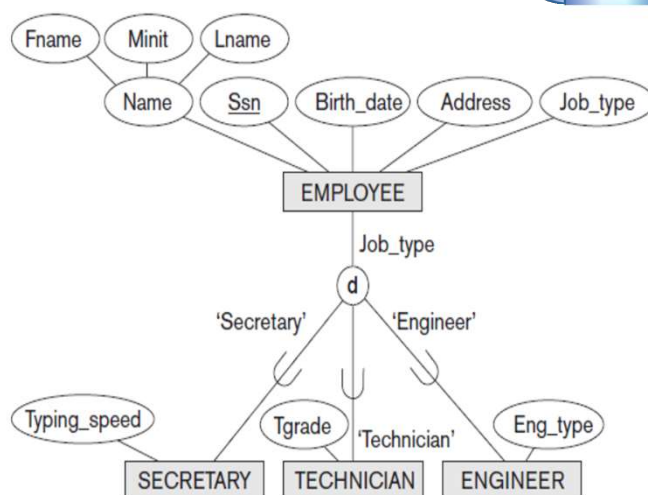 Fname Minit Lname
Name Ssn Birth_date Address Job_type
EMPLOYEE
Job_type
d
‘Secretary’ ‘Engineer’
Typing_speed Tgrade ‘Technician’ Eng_type
SECRETARY TECHNICIAN ENGINEER